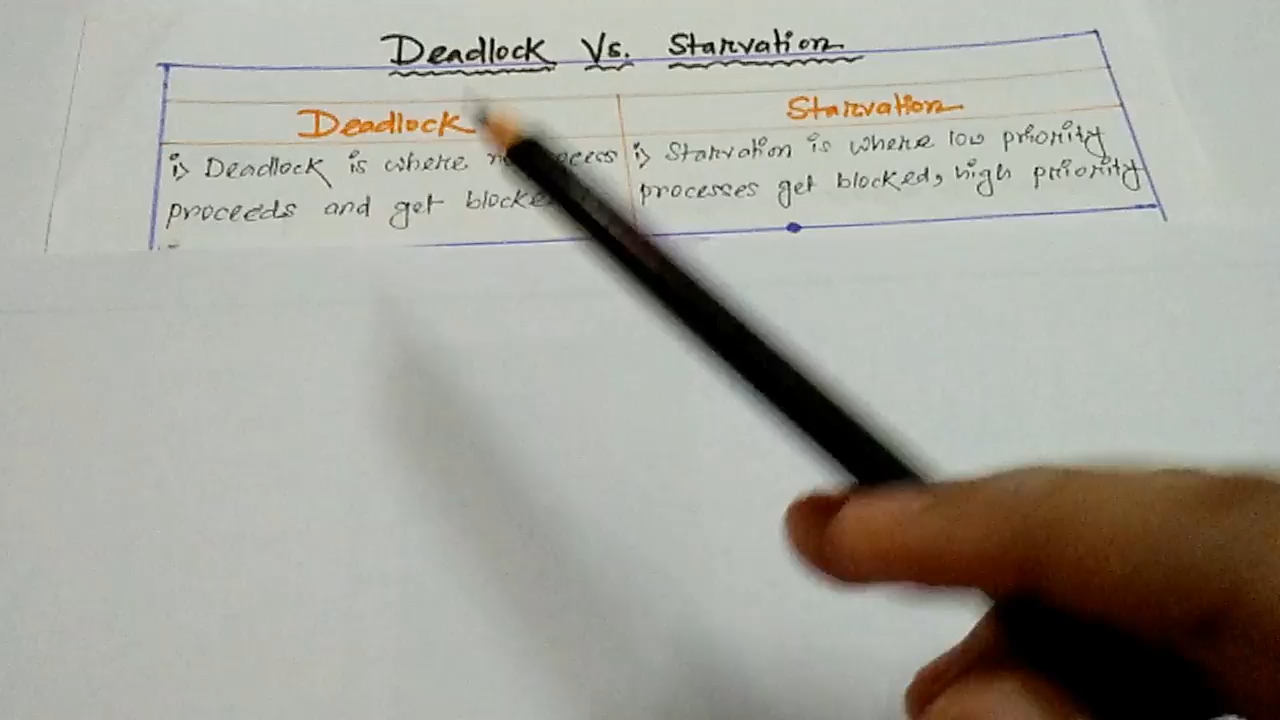 Deadlock Vs. Starvation
Deadlock
Starvation
i> Deadlock is where
proceeds and get
i> Starvation is where low priority
processes get blocked, high priority